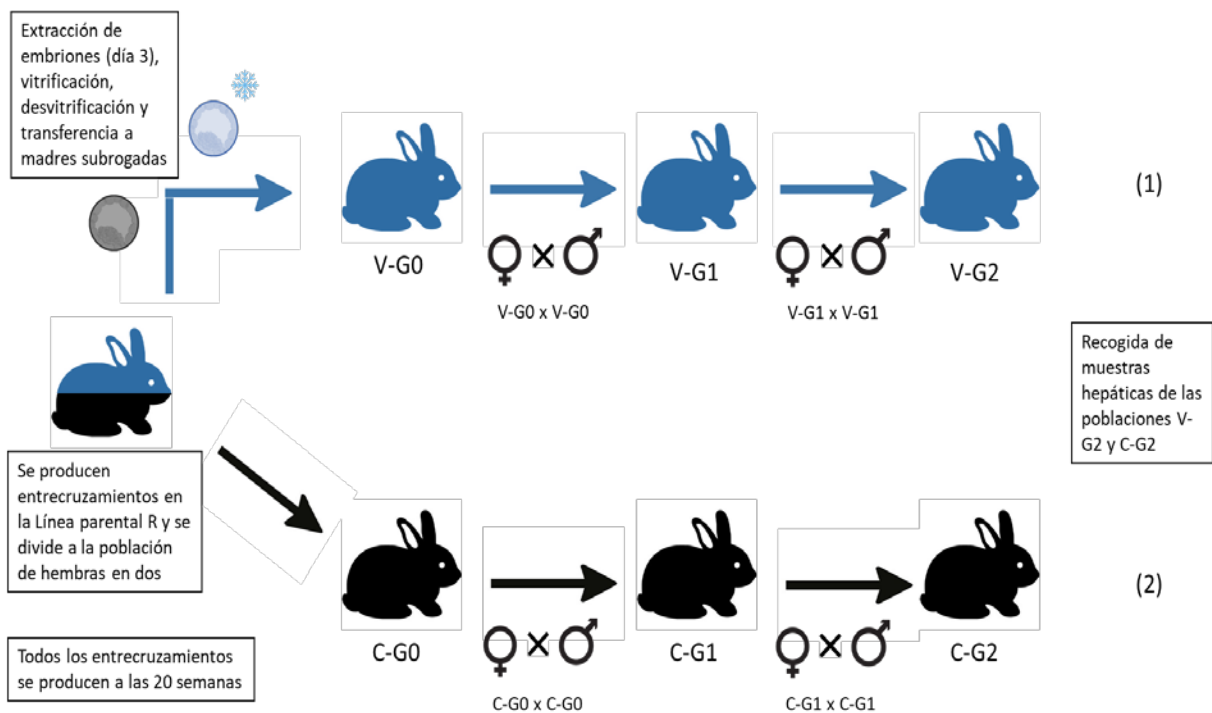 Extracción de
embriones (día 3),
vitrificación,
desvitrificación y
transferencia a
madres subrogadas
V-G0
V-G1
V-G2
(1)
V-G0 x V-G0
V-G1 x V-G1
Recogida de
muestras
hepáticas de las
poblaciones V-
G2 y C-G2
Se producen
entrecruzamientos en
la Línea parental R y se
divide a la población
de hembras en dos
C-G0
C-G1
C-G2
(2)
C-G0 x C-G0
C-G1 x C-G1
Todos los entrecruzamientos
se producen a las 20 semanas